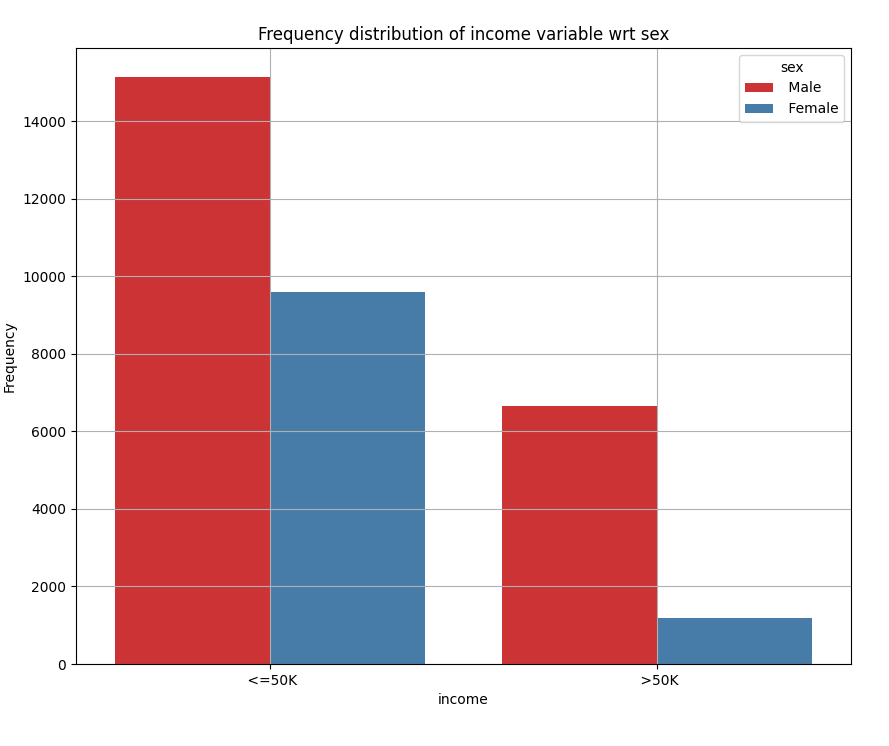 Frequency distribution of income variable wrt sex
sex
Male
Female
14000
12000
10000
8000
6000
4000
2000
0
Frequency
<=50K
>50K
income